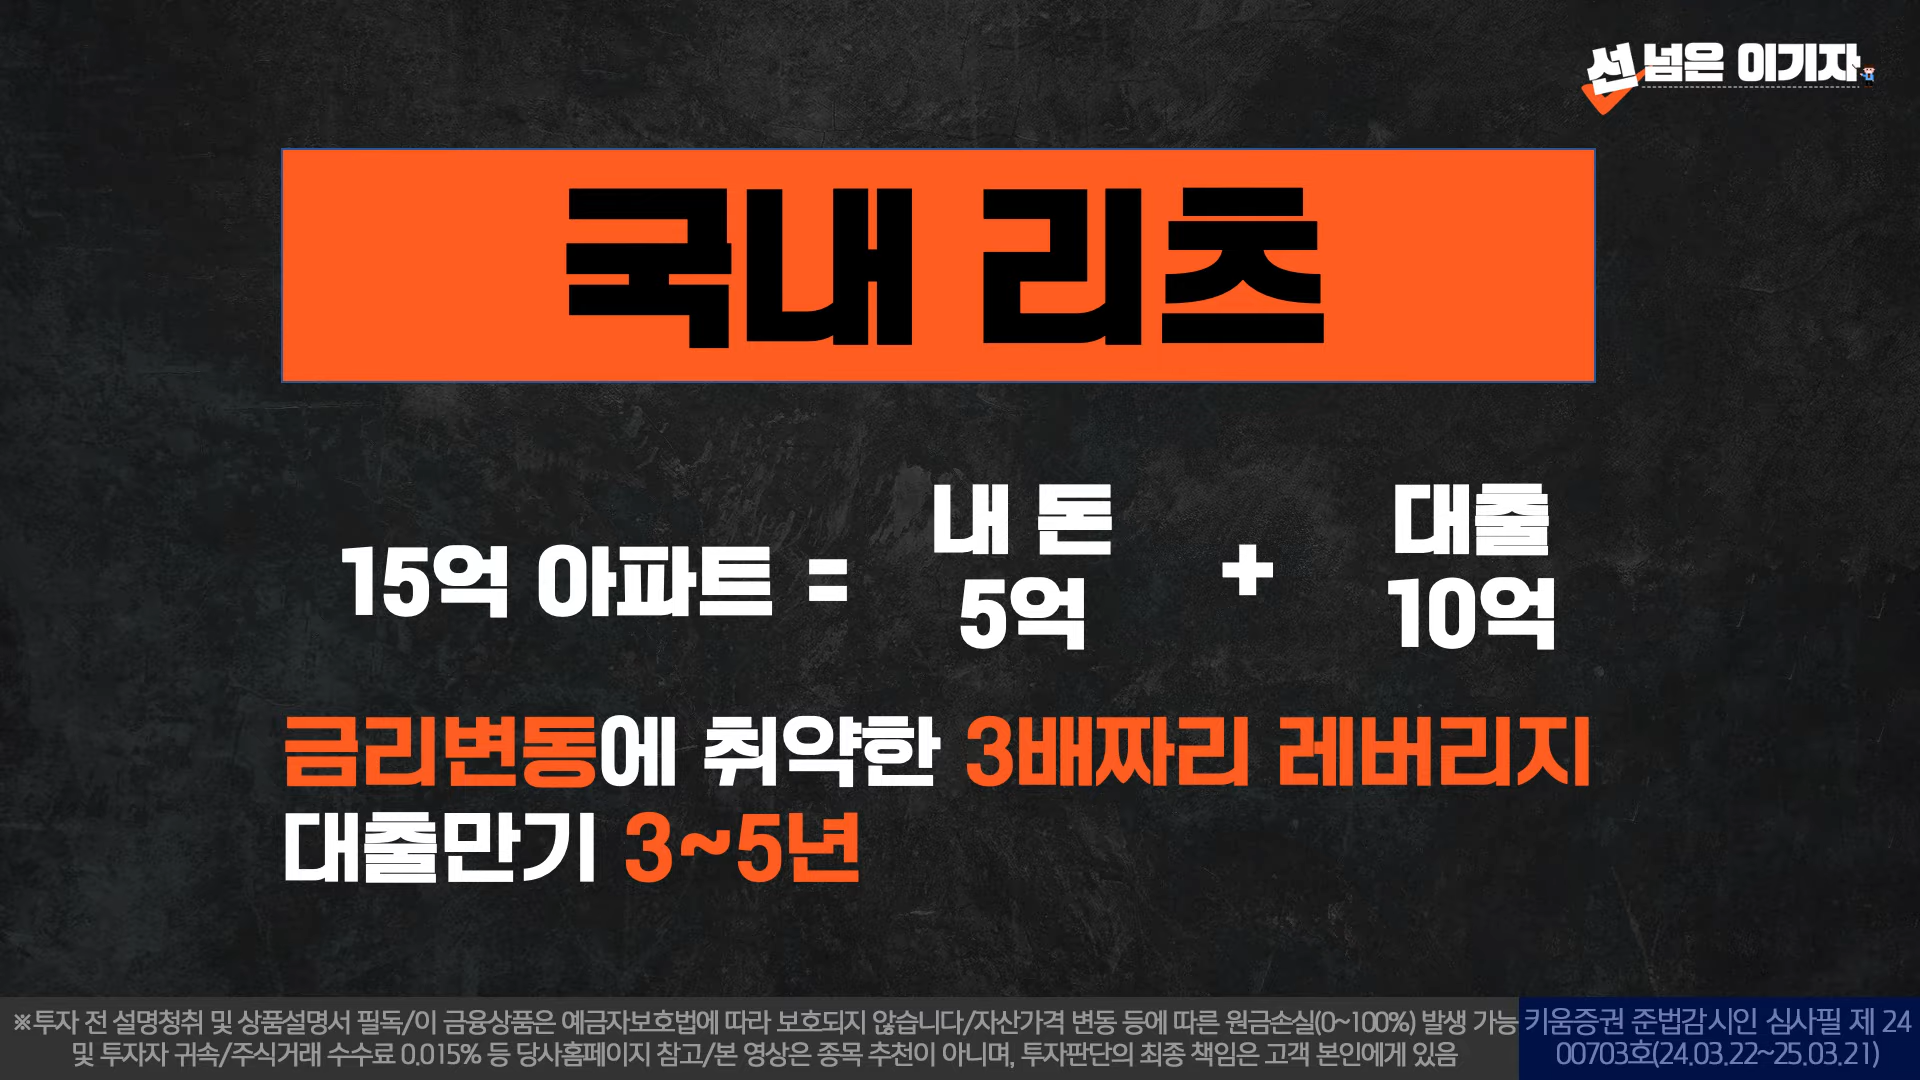 선 넘은 이기자
국내 리츠
15억 아파트 = 내 돈 5억 + 대출 10억
금리변동에 취약한 3배짜리 레버리지
대출만기 3~5년
※투자 전 설명청취 및 상품설명서 필독/이 금융상품은 예금자보호법에 따라 보호되지 않습니다/자산가격 변동 등에 따른 원금손실(0~100%) 발생 가능
및 투자자 귀속/주식거래 수수료 0.015% 등 당사홈페이지 참고/본 영상은 종목 추천이 아니며, 투자판단의 최종 책임은 고객 본인에게 있음
키움증권 준법감시인 심사필 제 24
00703호(24.03.22~25.03.21)